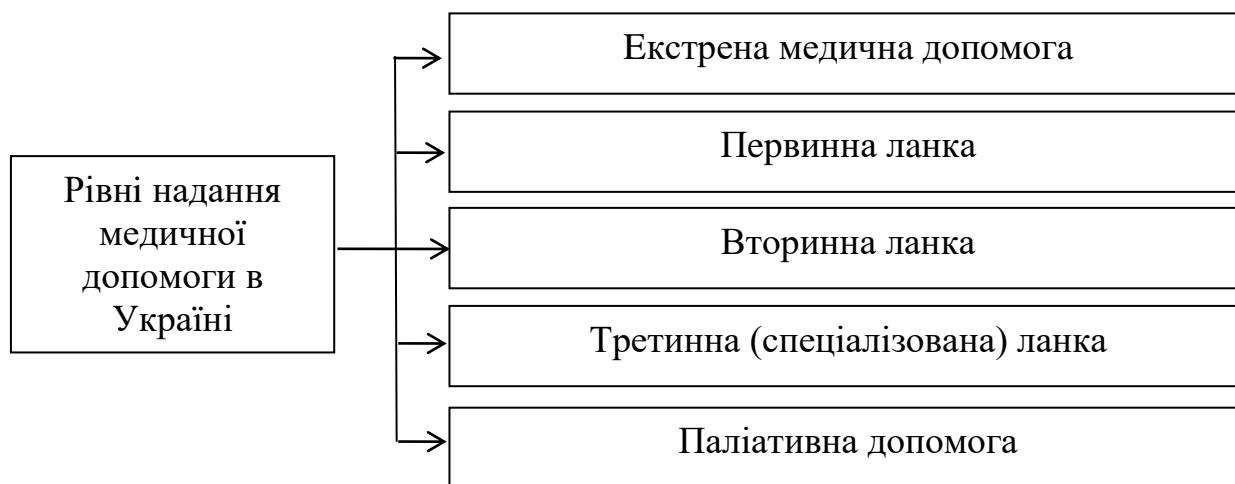 Рівні надання
медичної
допомоги в
Україні
Екстрена медична допомога
Первинна ланка
Вторинна ланка
Третинна (спеціалізована) ланка
Паліативна допомога